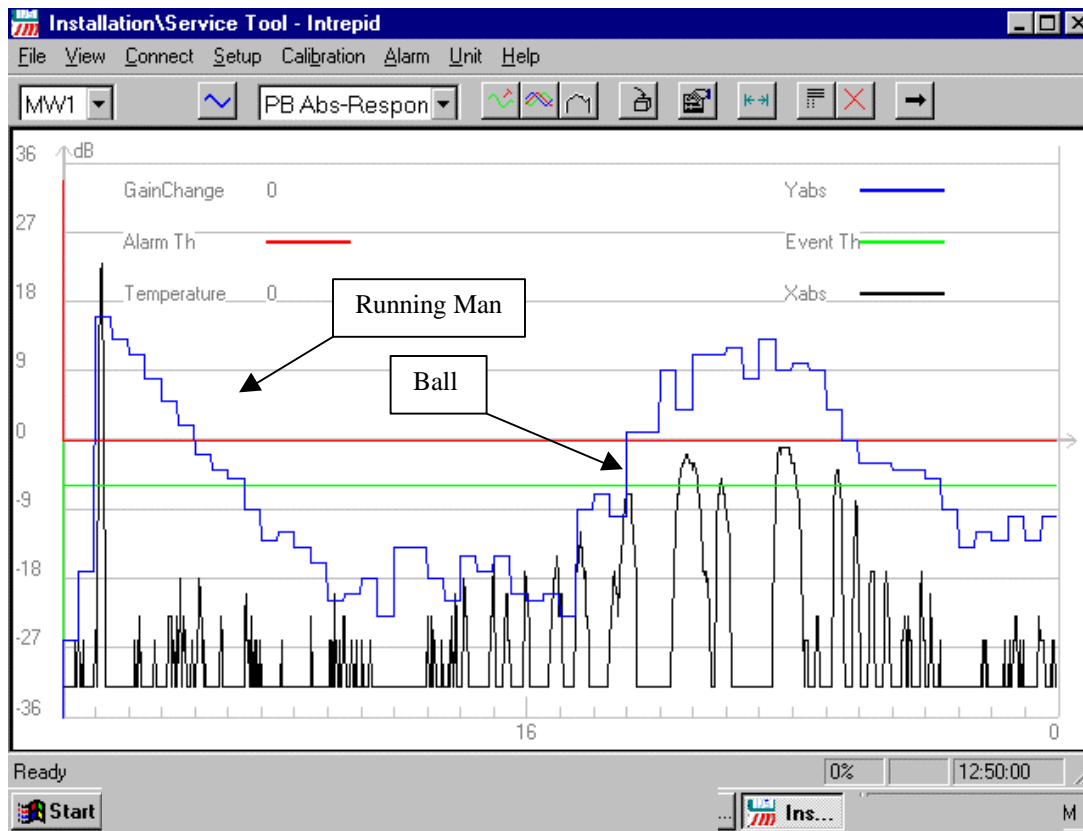 Installation\Service Tool - Intrepid
File View Connect Setup Calibration Alarm Unit Help
MW1 PB Abs-Respon
36 dB
GainChange 0 Yabs
27
Alarm Th Event Th
18 Temperature 0 Xabs
Running Man
9
Ball
0
-9
-18
-27
-36
16 0
Ready 0% 12:50:00
Start ... Ins... M